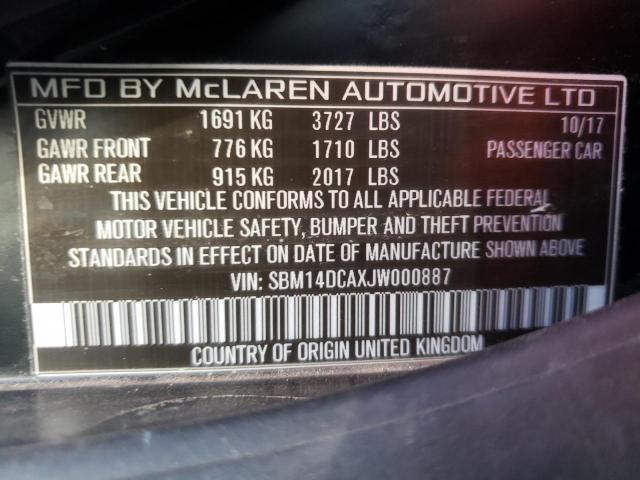 MFD BY McLAREN AUTOMOTIVE LTD
GVWR 1691 KG 3727 LBS 10/17
GAWR FRONT 776 KG 1710 LBS PASSENGER CAR
GAWR REAR 915 KG 2017 LBS
THIS VEHICLE CONFORMS TO ALL APPLICABLE FEDERAL
MOTOR VEHICLE SAFETY, BUMPER AND THEFT PREVENTION
STANDARDS IN EFFECT ON DATE OF MANUFACTURE SHOWN ABOVE
VIN: SBM14DCAXJW000887
COUNTRY OF ORIGIN UNITED KINGDOM